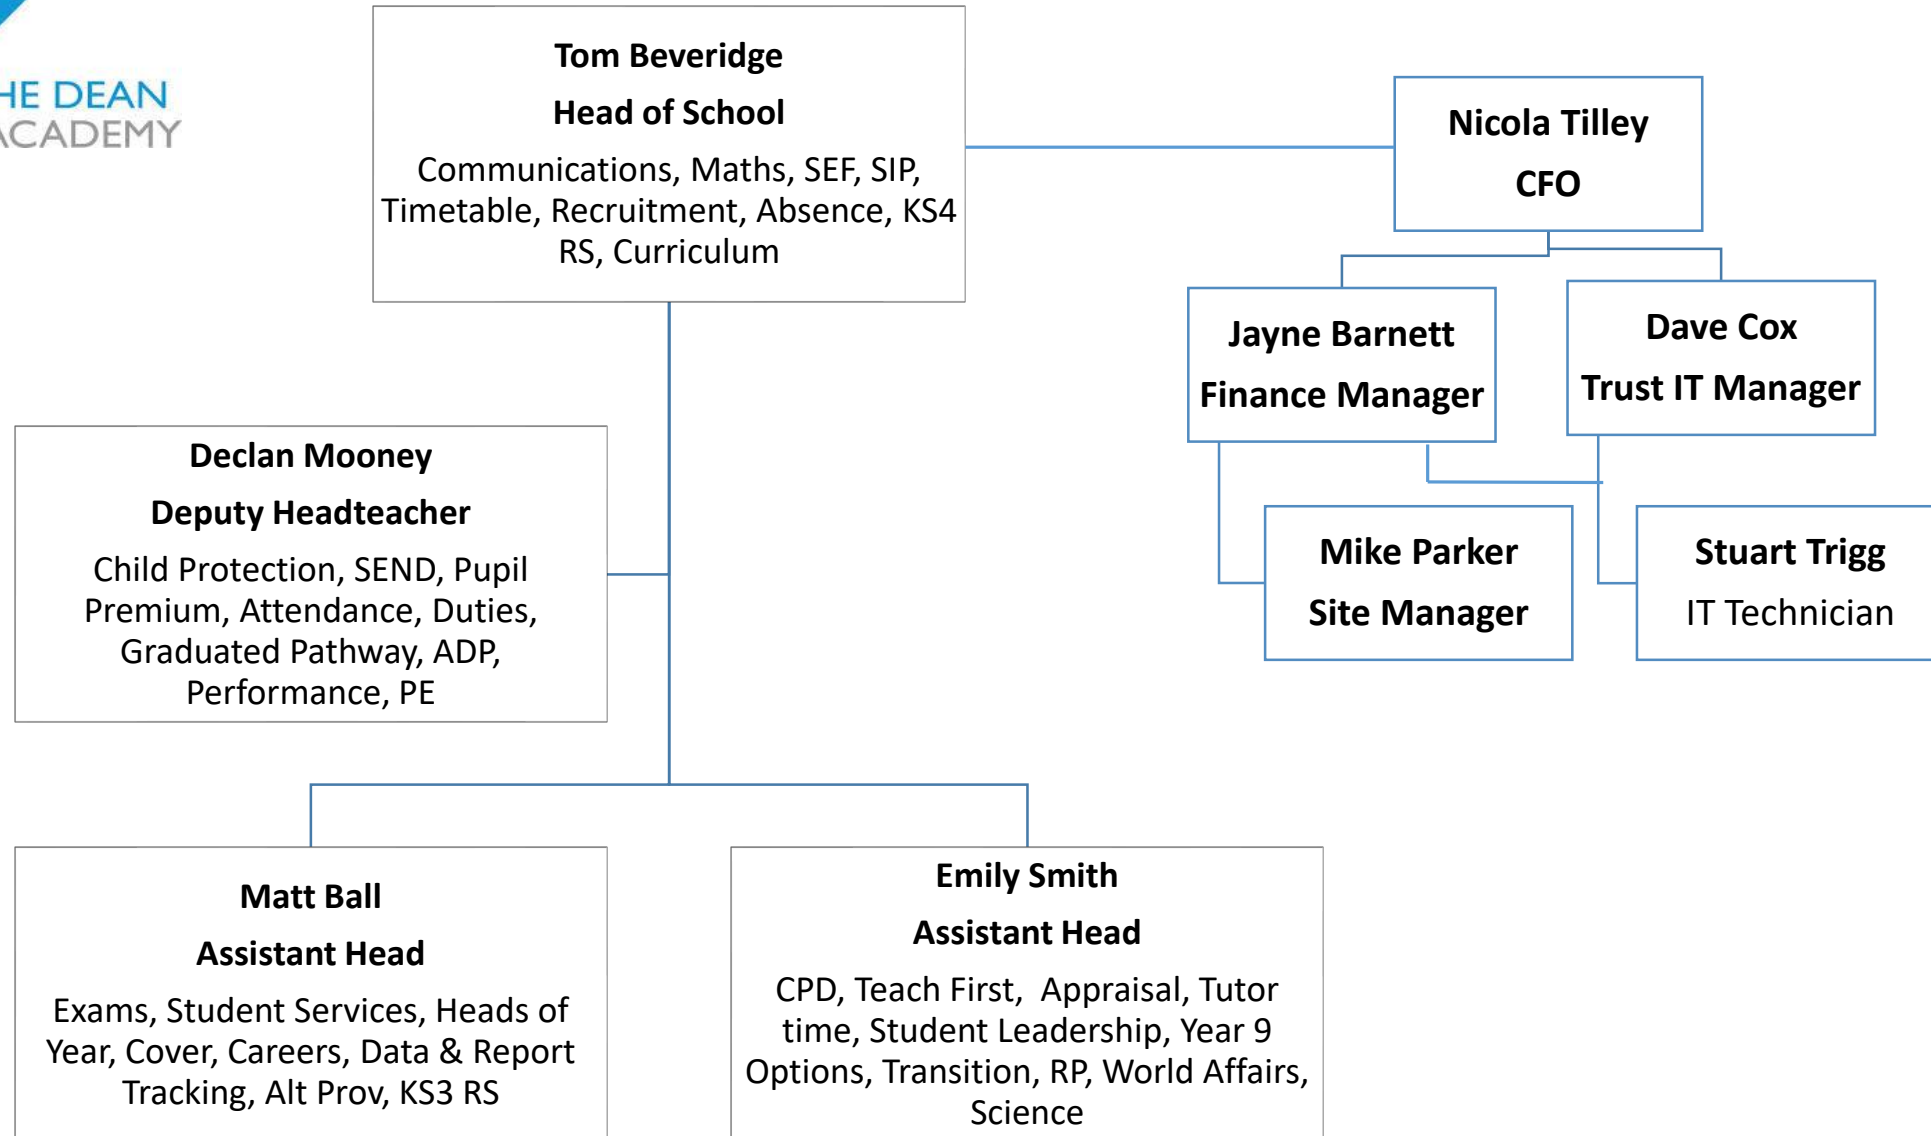 HE DEAN
ACADEMY
Tom Beveridge
Head of School
Communications, Maths, SEF, SIP,
Timetable, Recruitment, Absence, KS4
RS, Curriculum
Nicola Tilley
CFO
Jayne Barnett
Finance Manager
Dave Cox
Trust IT Manager
Mike Parker
Site Manager
Stuart Trigg
IT Technician
Declan Mooney
Deputy Headteacher
Child Protection, SEND, Pupil
Premium, Attendance, Duties,
Graduated Pathway, ADP,
Performance, PE
Matt Ball
Assistant Head
Exams, Student Services, Heads of
Year, Cover, Careers, Data & Report
Tracking, Alt Prov, KS3 RS
Emily Smith
Assistant Head
CPD, Teach First,  Appraisal, Tutor
time, Student Leadership, Year 9
Options, Transition, RP, World Affairs,
Science